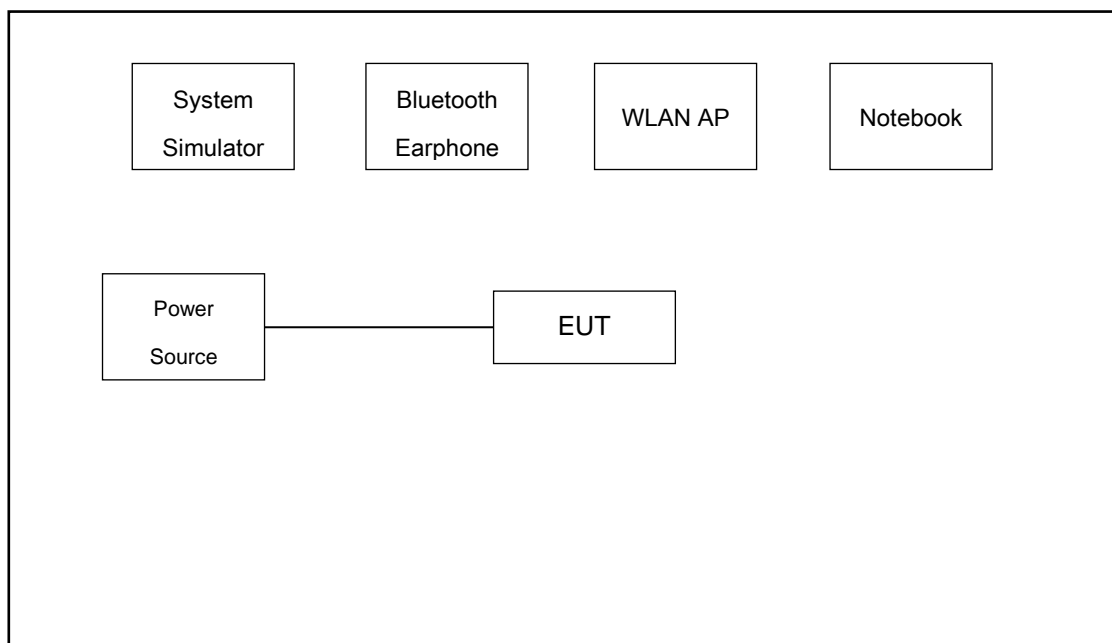 System
Simulator
Bluetooth
Earphone
WLAN AP
Notebook
Power
Source
EUT